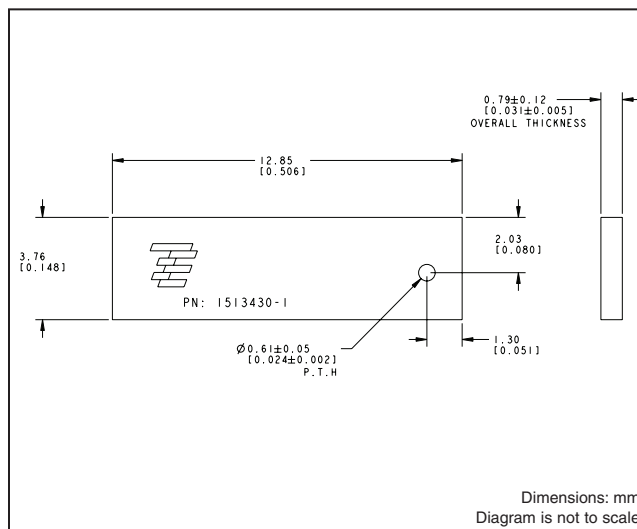 0.79±0.12
[0.031±0.005]
OVERALL THICKNESS
12.85
[0.506]
3.76
[0.148]
2.03
[0.080]
PN: 1513430-1
Ø0.61±0.05
[0.024±0.002]
P.T.H
1.30
[0.051]
Dimensions: mm
Diagram is not to scale